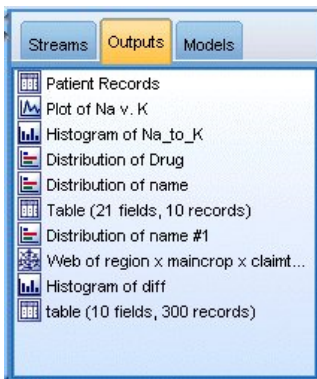 Streams Outputs Models
Patient Records
Plot of Na v. K
Histogram of Na_to_K
Distribution of Drug
Distribution of name
Table (21 fields, 10 records)
Distribution of name #1
Web of region x maincrop x claimt...
Histogram of diff
table (10 fields, 300 records)